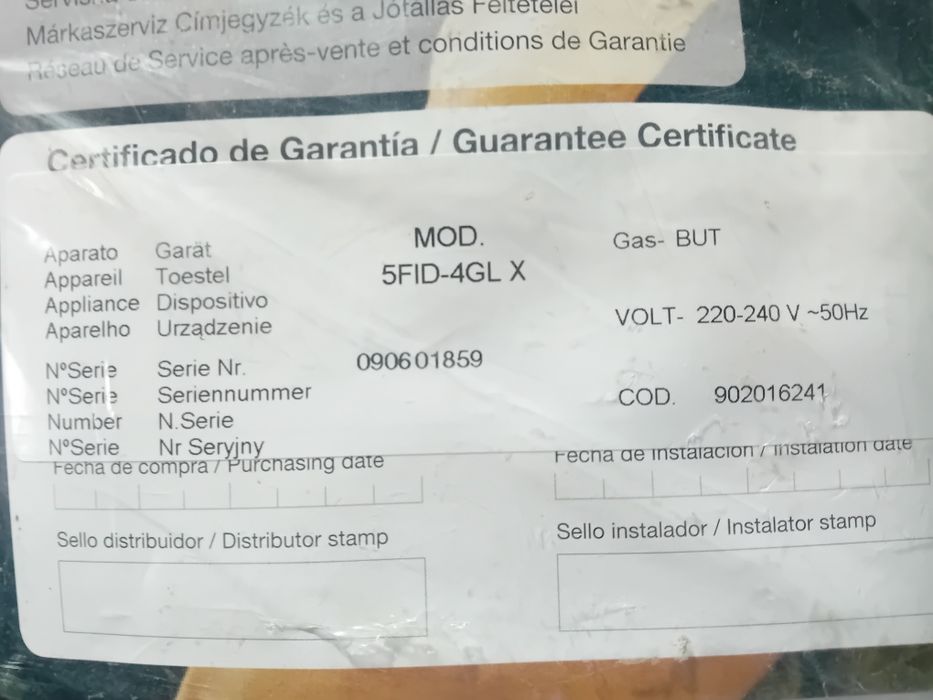 Márkaszerviz Címjegyzék és a Jótállás Feltételei
Réseau de Service après-vente et conditions de Garantie
Certificado de Garantía / Guarantee Certificate
Aparato Garät
Appareil Toestel
Appliance Dispositivo
Aparelho Urządzenie
MOD.
5FID-4GL X
Gas- BUT
VOLT- 220-240 V ~50Hz
NºSerie Serie Nr.
NºSerie Seriennummer
Number N.Serie
NºSerie Nr Seryjny
090601859
COD. 902016241
Fecha de compra / Purchasing date
Fecha de instalación / Instalation date
Sello distribuidor / Distributor stamp
Sello instalador / Instalator stamp